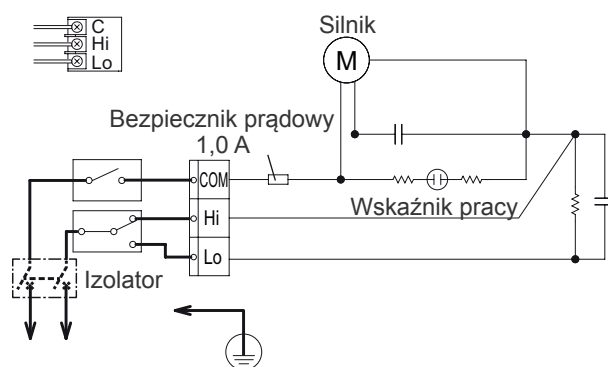 C
Hi
Lo
Silnik
M
Bezpiecznik prądowy
1,0 A
COM
Wskaźnik pracy
Hi
Lo
Izolator